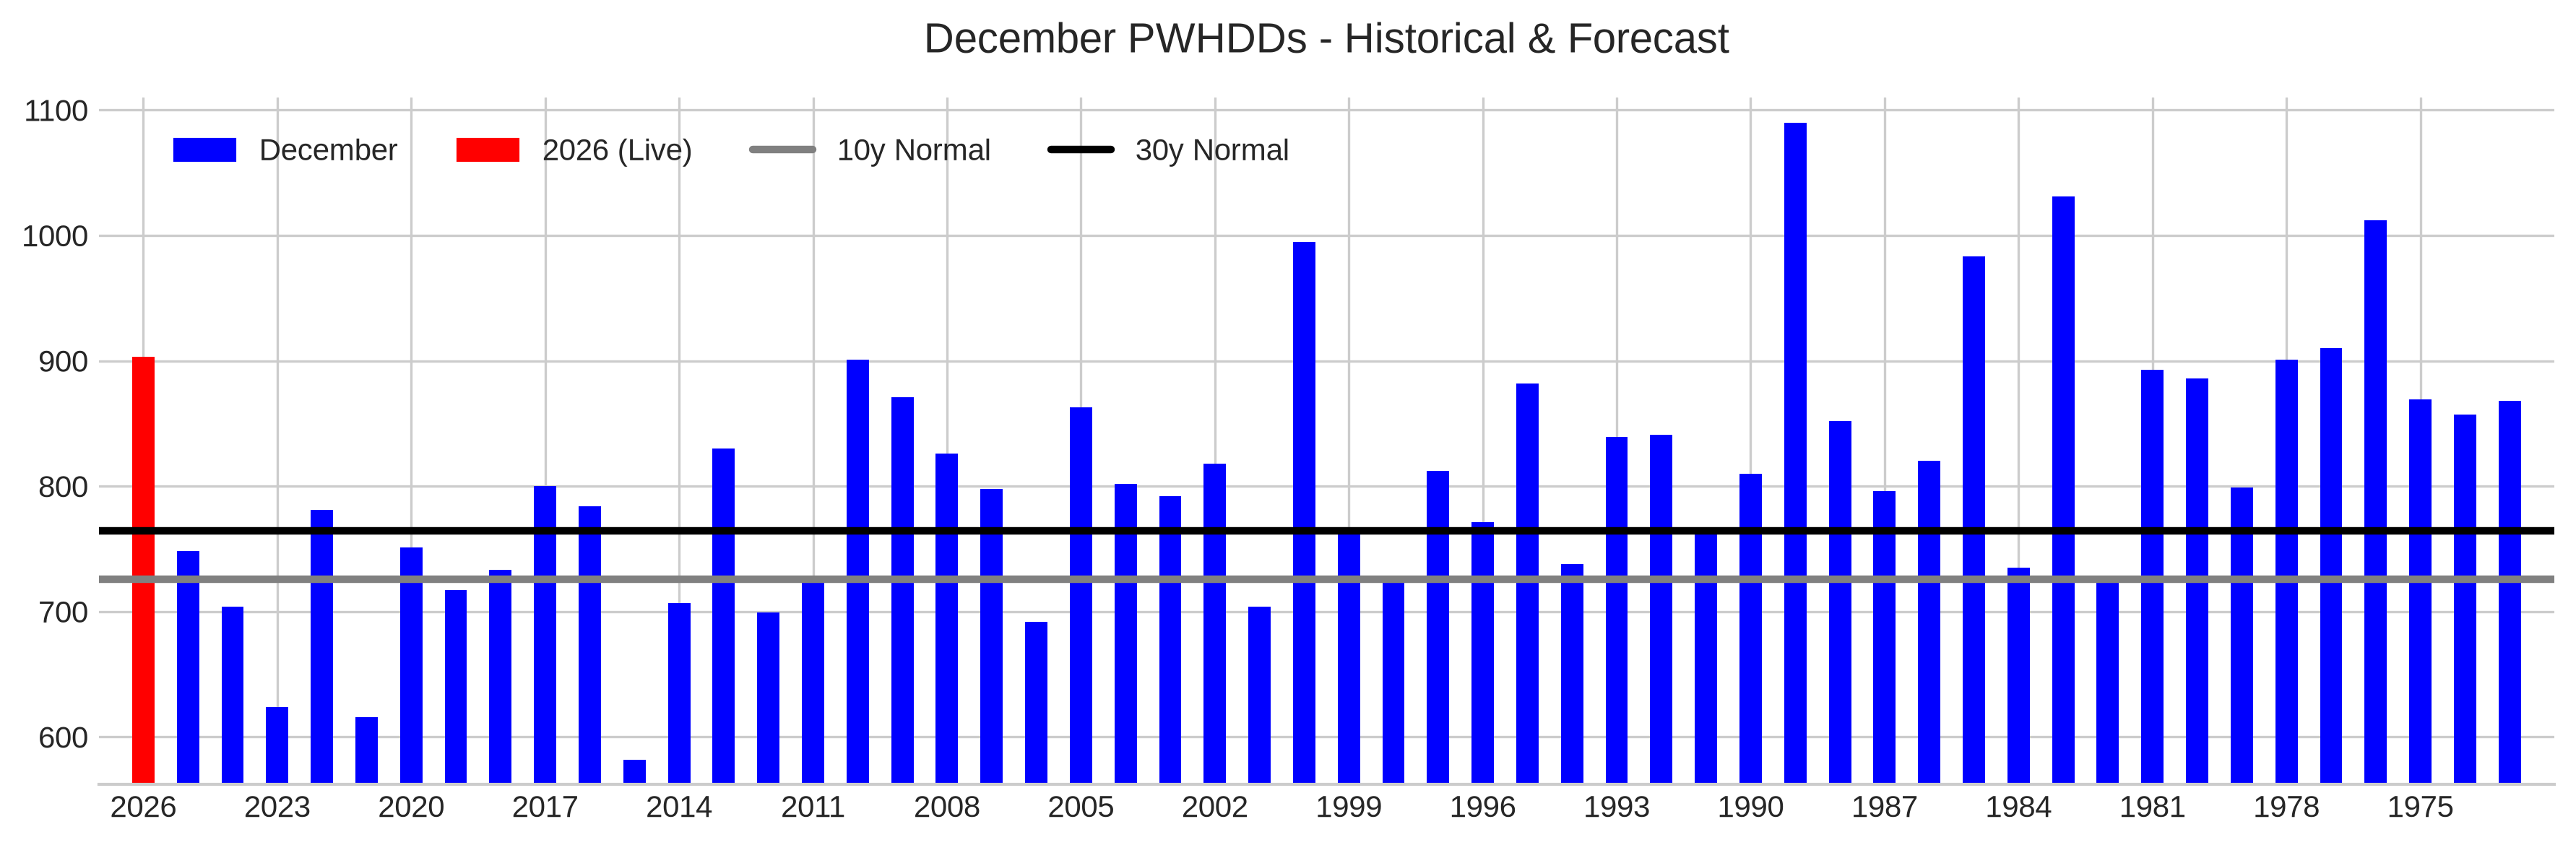 December PWHDDs - Historical & Forecast
1100
December 2026 (Live) 10y Normal 30y Normal
1000
900
800
700
600
2026 2023 2020 2017 2014 2011 2008 2005 2002 1999 1996 1993 1990 1987 1984 1981 1978 1975